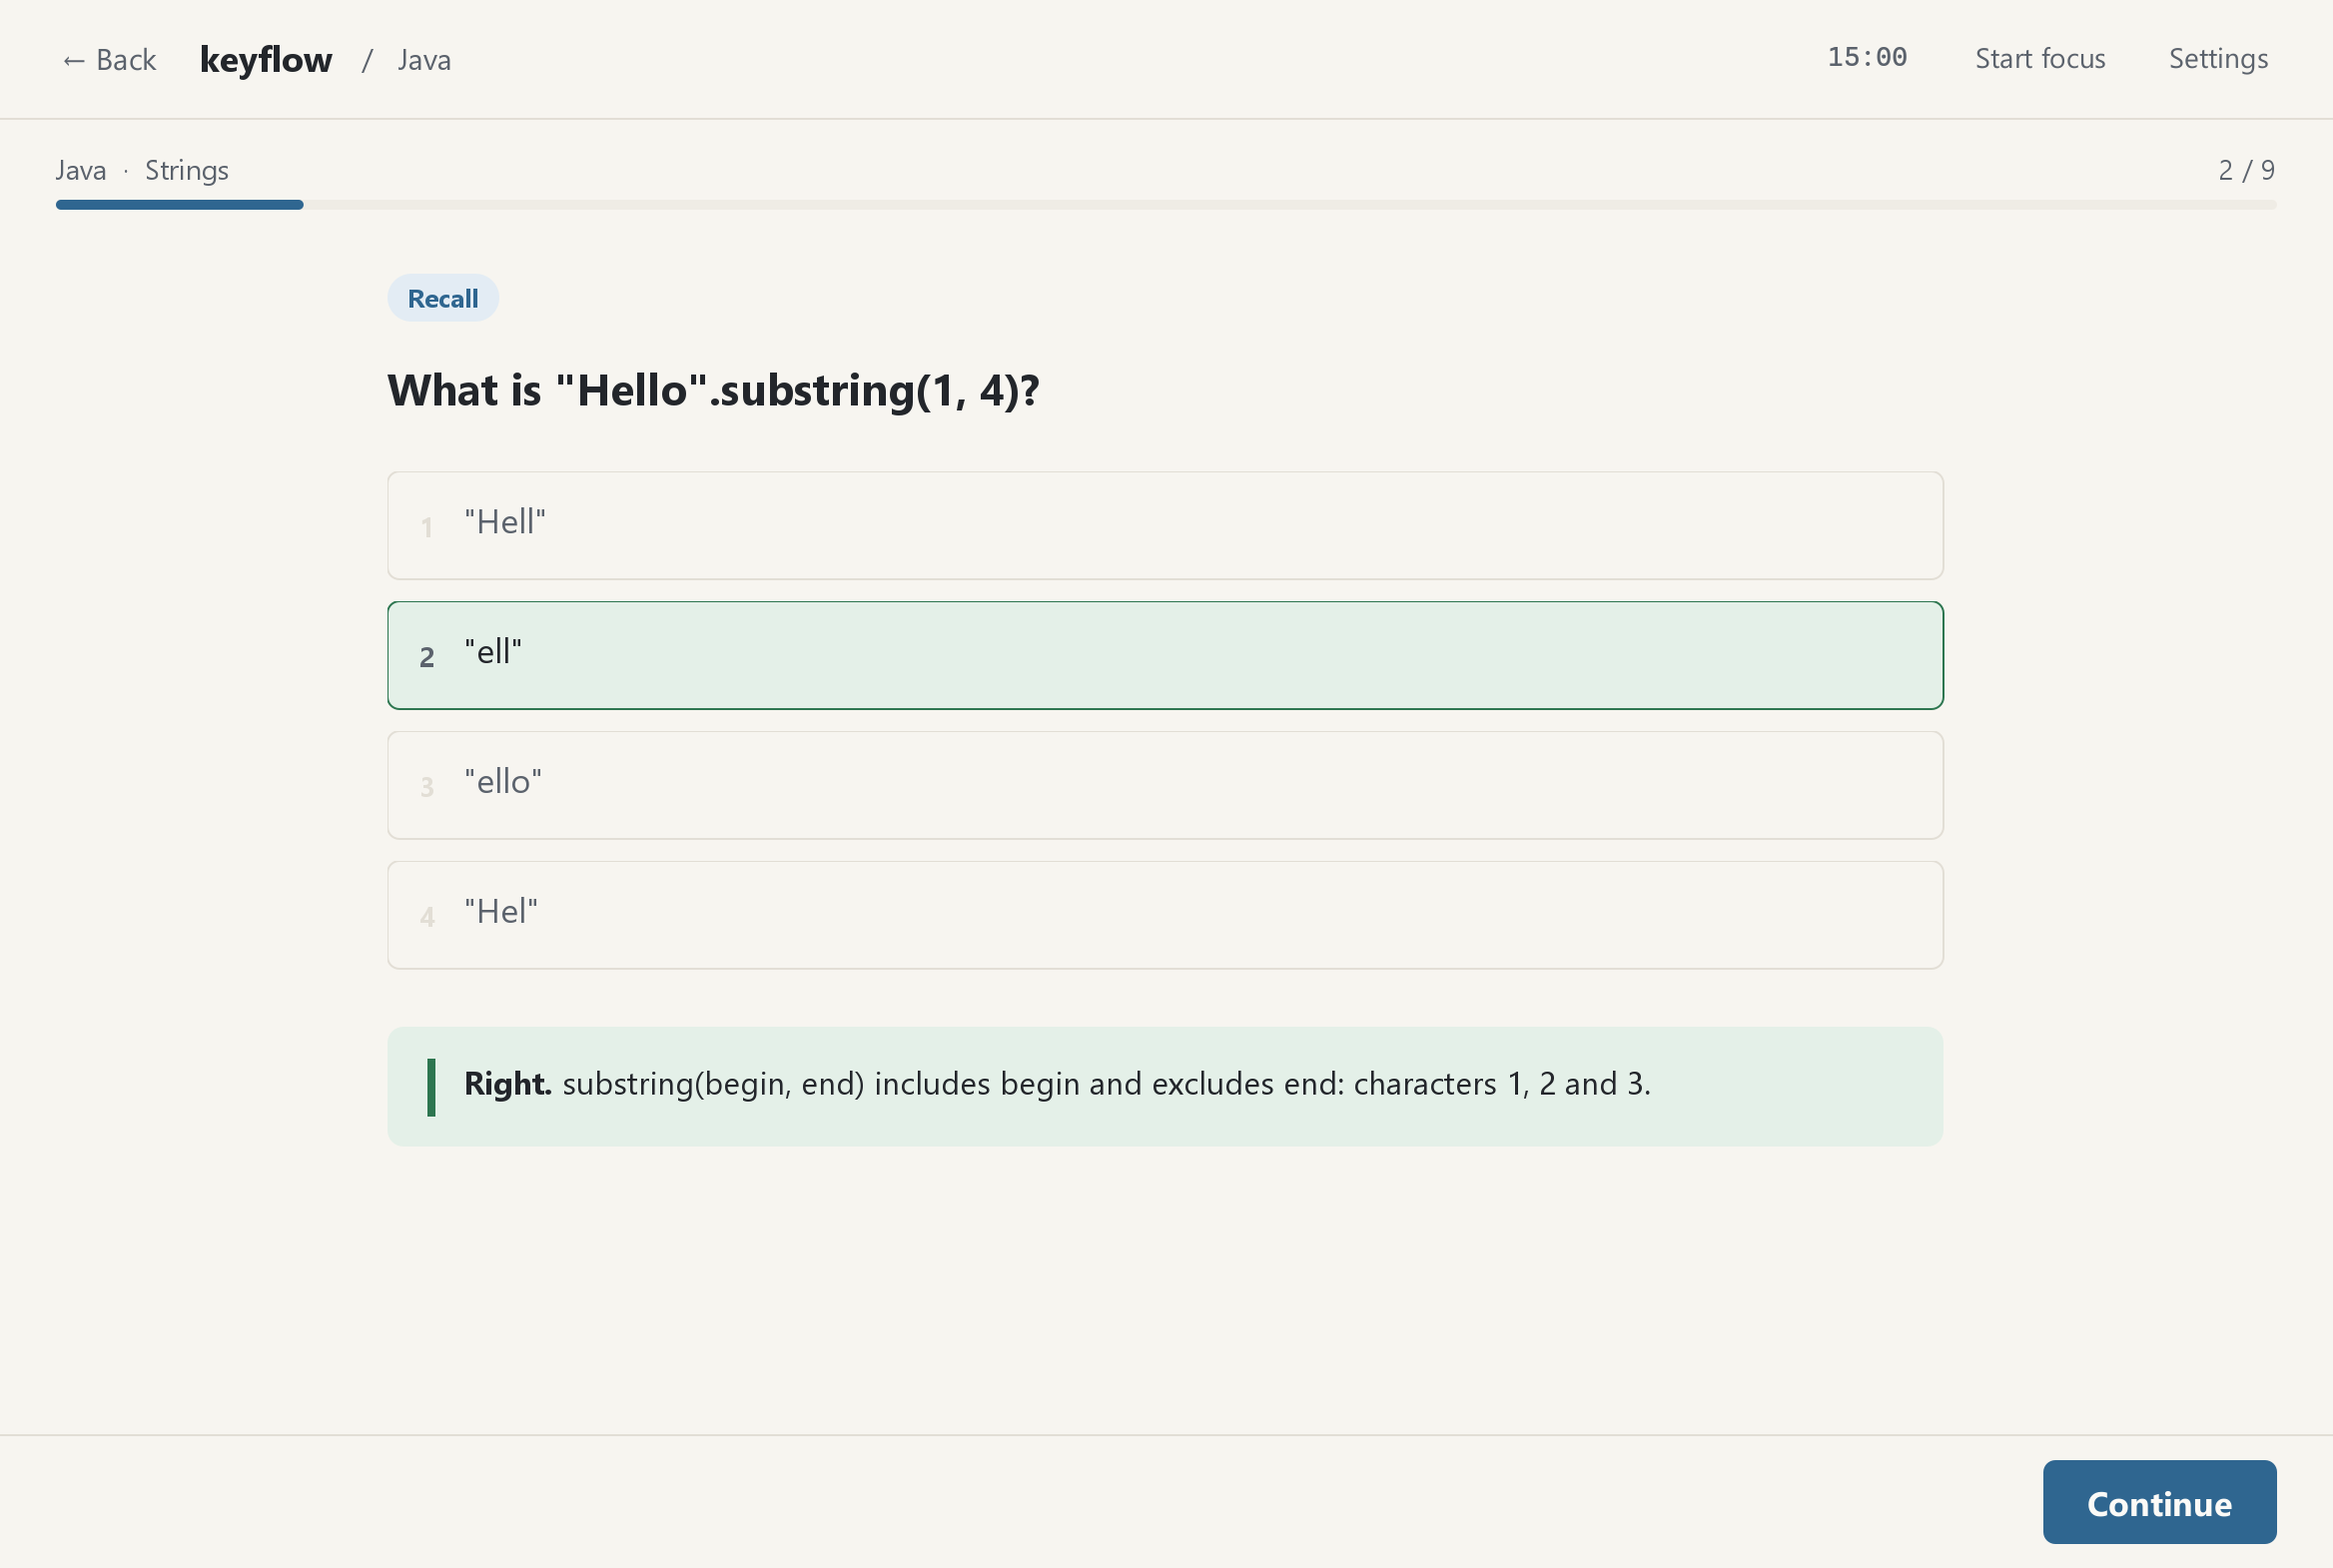 ← Back keyflow / Java 15:00 Start focus Settings
Java · Strings 2 / 9
Recall
What is "Hello".substring(1, 4)?
1 "Hell"
2 "ell"
3 "ello"
4 "Hel"
Right. substring(begin, end) includes begin and excludes end: characters 1, 2 and 3.
Continue